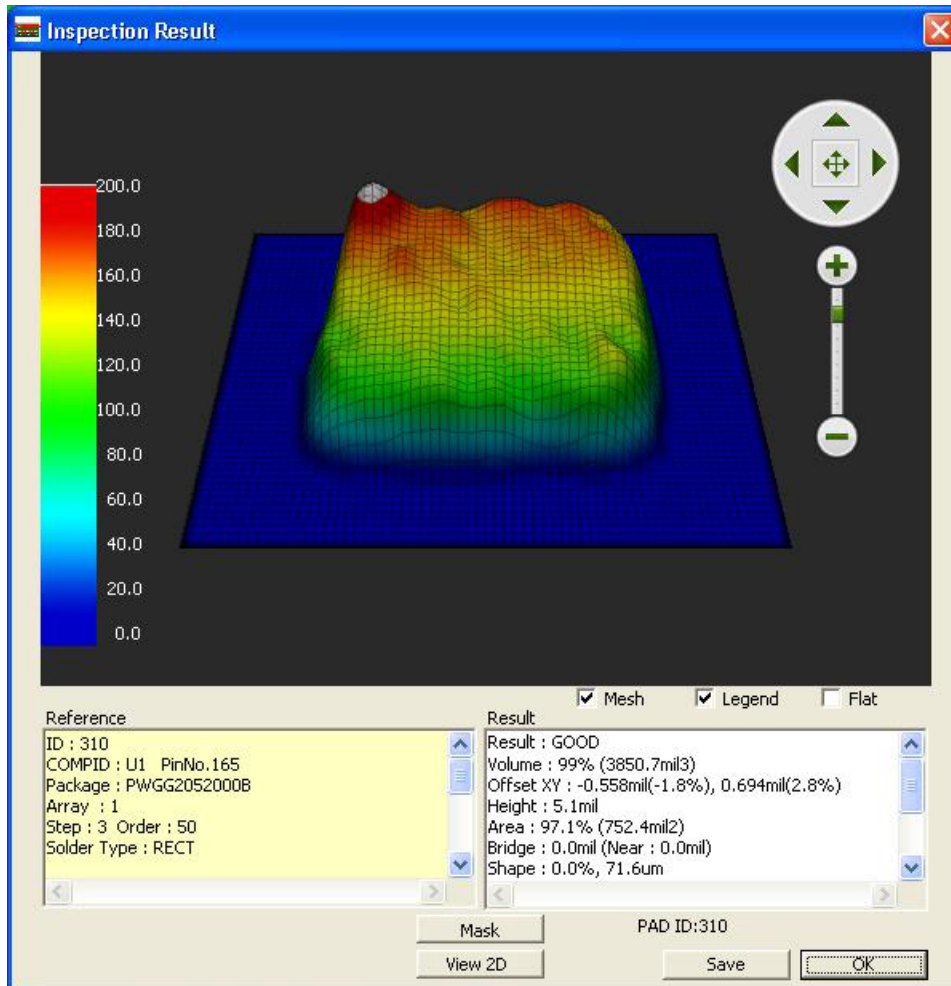 Inspection Result
200.0
180.0
160.0
140.0
120.0
100.0
80.0
60.0
40.0
20.0
0.0
Mesh
Legend
Flat
Reference
ID : 310
COMPID : U1 PinNo.165
Package : PWGG2052000B
Array : 1
Step : 3 Order : 50
Solder Type : RECT
Result
Result : GOOD
Volume : 99% (3850.7mil3)
Offset XY : -0.558mil(-1.8%), 0.694mil(2.8%)
Height : 5.1mil
Area : 97.1% (752.4mil2)
Bridge : 0.0mil (Near : 0.0mil)
Shape : 0.0%, 71.6um
Mask
PAD ID:310
View 2D
Save
OK